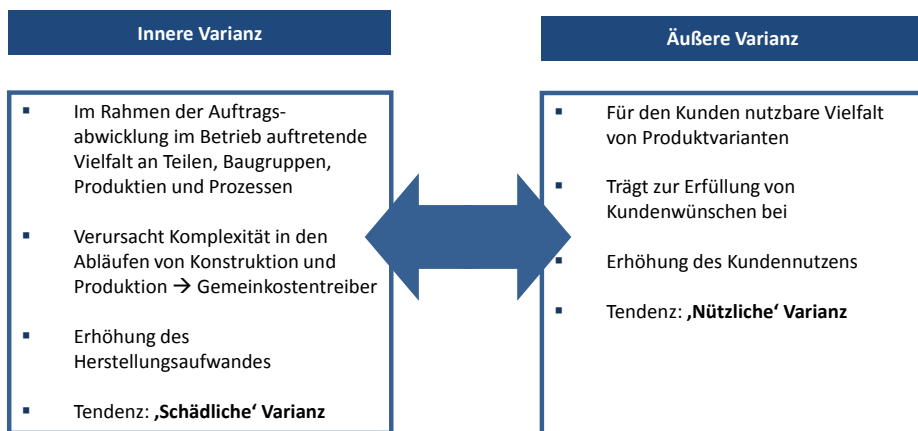 Innere Varianz
▪ Im Rahmen der Auftrags-
abwicklung im Betrieb auftretende
Vielfalt an Teilen, Baugruppen,
Produktien und Prozessen
▪ Verursacht Komplexität in den
Abläufen von Konstruktion und
Produktion → Gemeinkostentreiber
▪ Erhöhung des
Herstellungsaufwandes
▪ Tendenz: ‚Schädliche‘ Varianz
Äußere Varianz
▪ Für den Kunden nutzbare Vielfalt
von Produktvarianten
▪ Trägt zur Erfüllung von
Kundenwünschen bei
▪ Erhöhung des Kundennutzens
▪ Tendenz: ‚Nützliche‘ Varianz